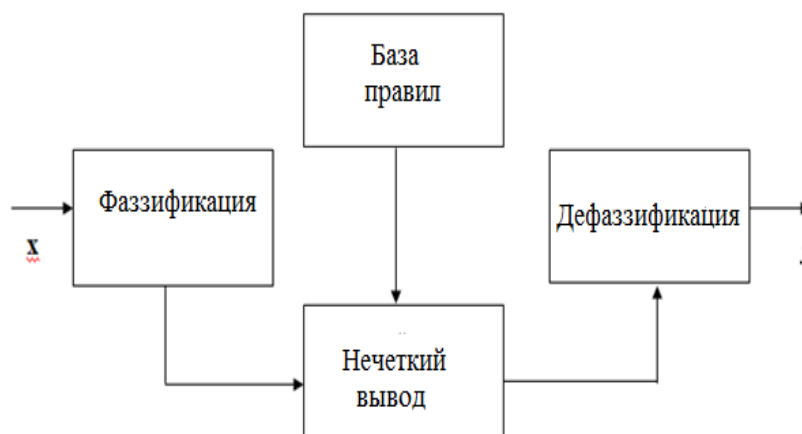 База
правил
Фаззификация
Дефаззификация
x
Нечеткий
вывод